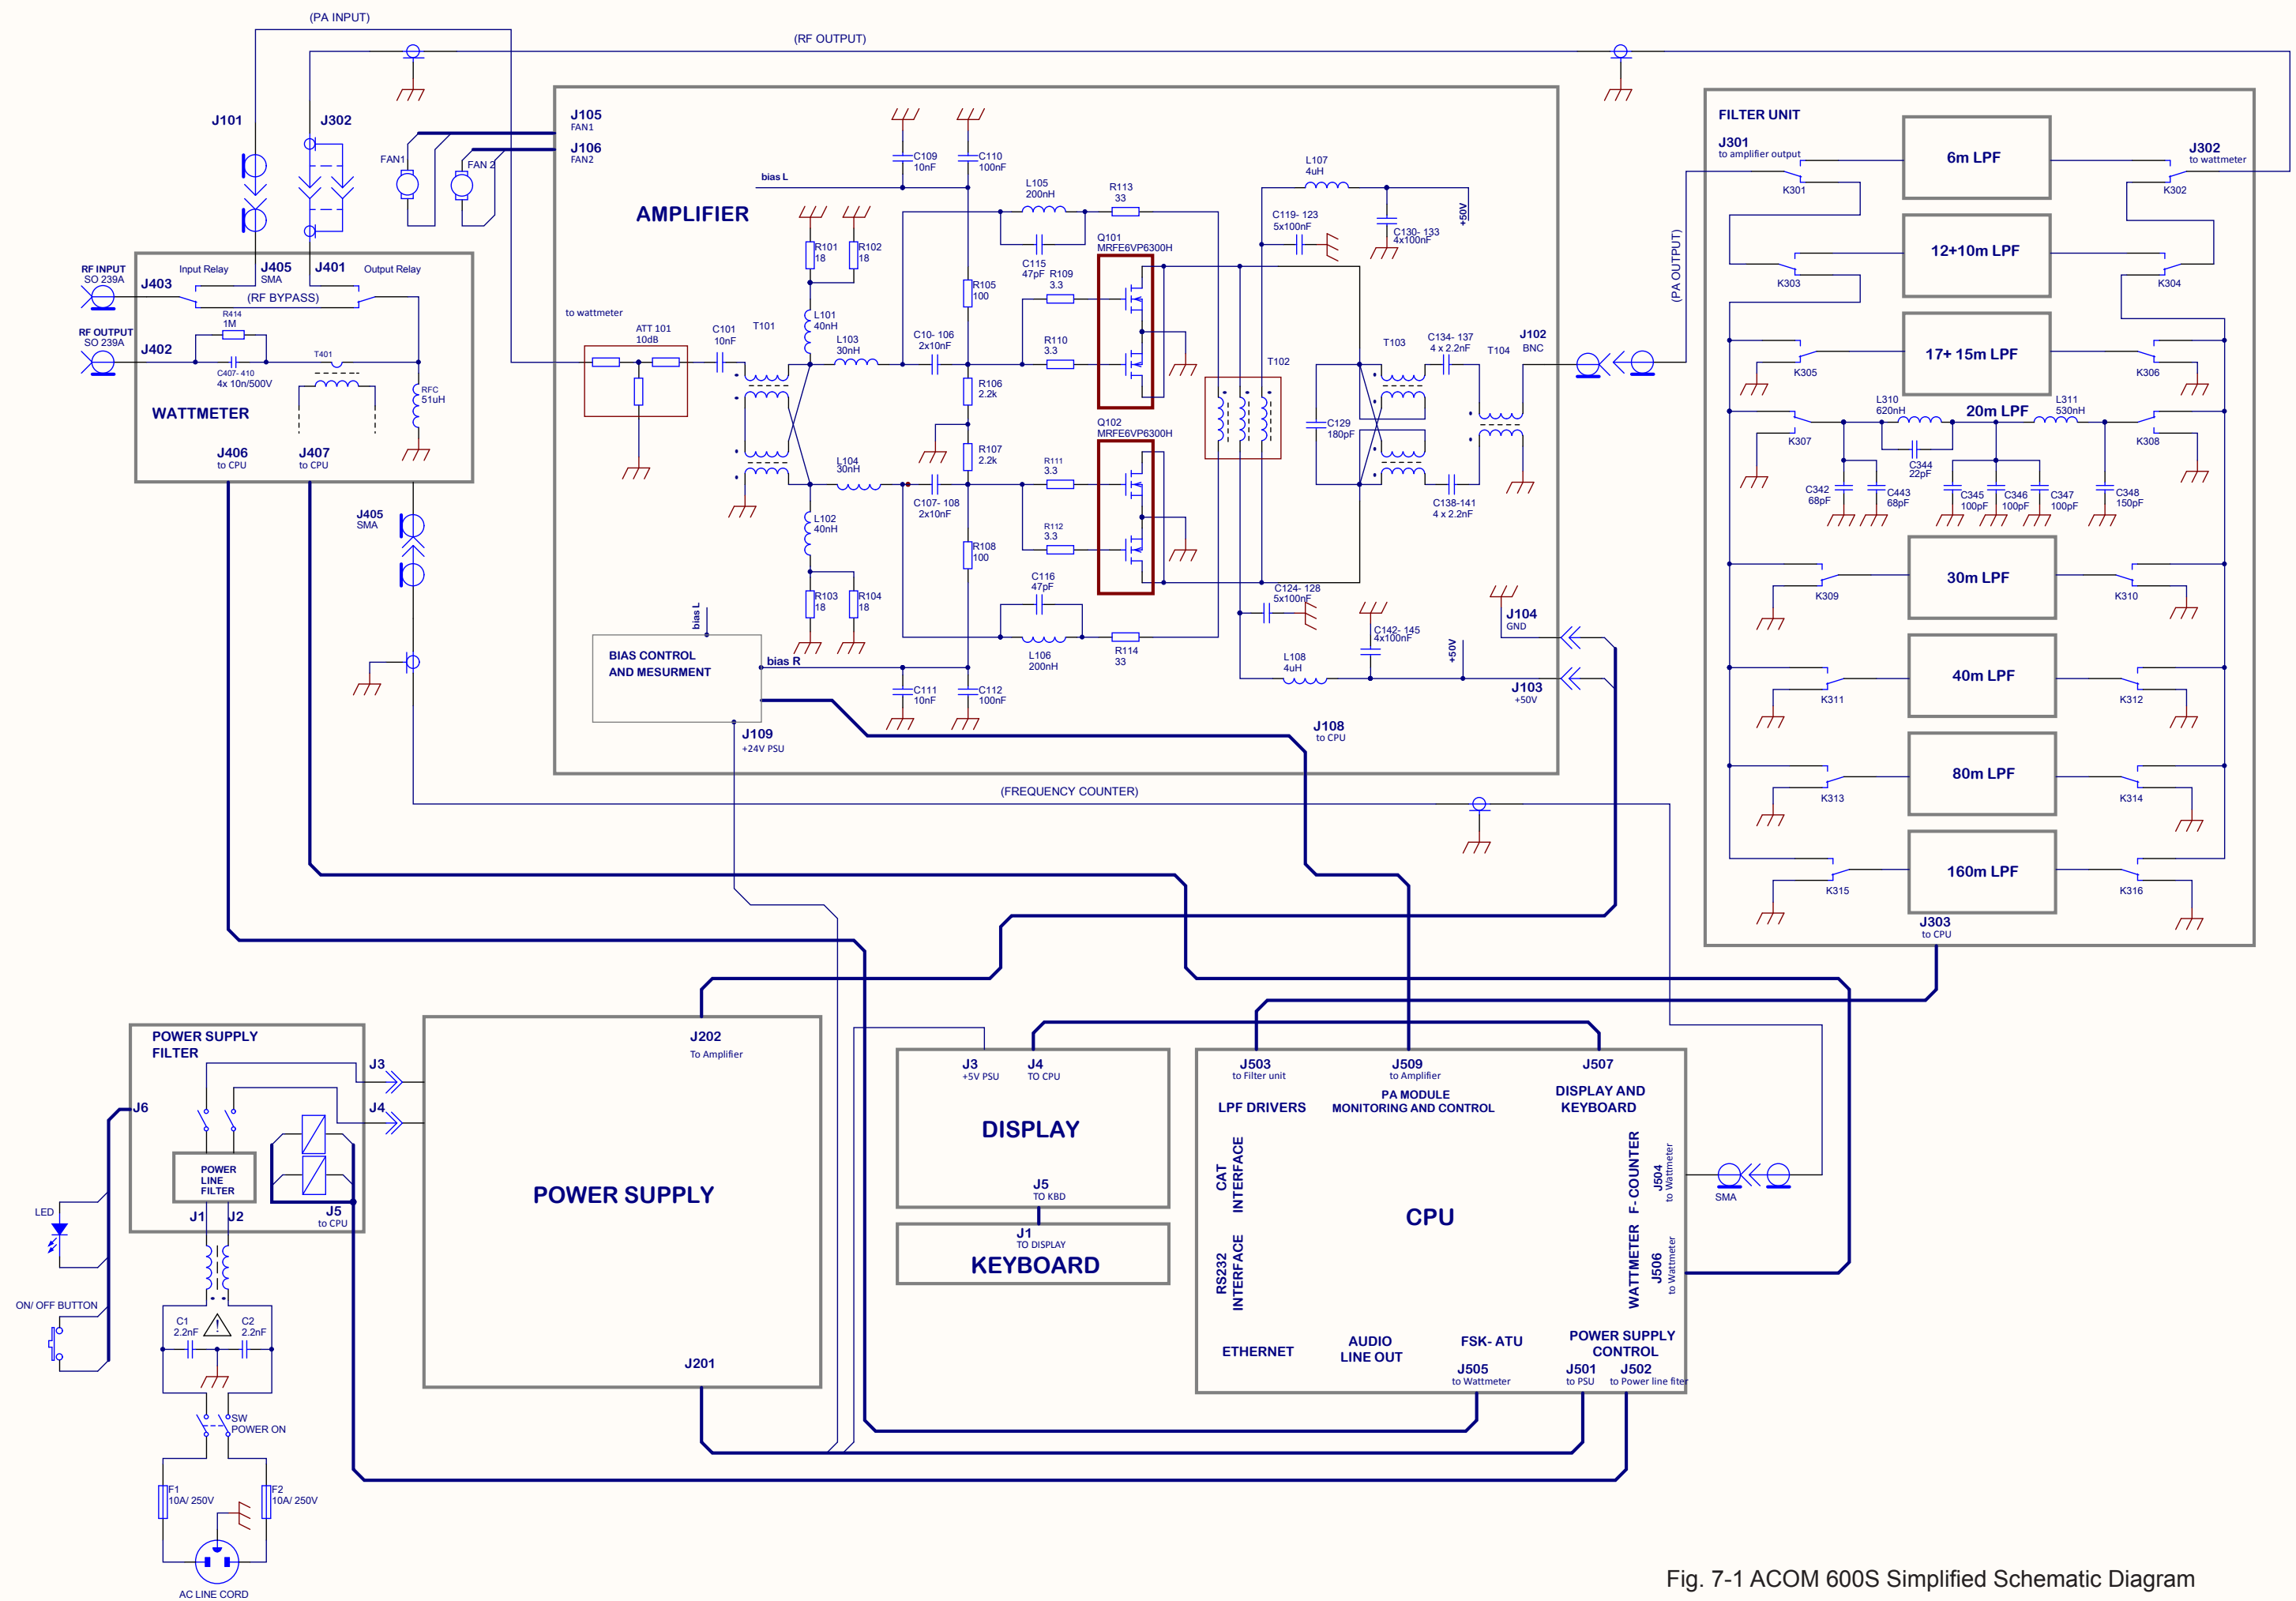 (PA INPUT)
(RF OUTPUT)
J101
J302
FAN1
FAN 2
J105
FAN1
J106
FAN2
AMPLIFIER
bias L
C109
10nF
C110
100nF
L105
200nH
R113
33
C115
47pF
L107
4uH
C119- 123
5x100nF
C130- 133
4x100nF
+50V
Q101
MRFE6VP6300H
R109
3.3
R110
3.3
R101
18
R102
18
L101
40nH
L103
30nH
R105
100
C10- 106
2x10nF
R106
2.2k
to wattmeter
ATT 101
10dB
C101
10nF
T101
T102
T103
C134- 137
4 x 2.2nF
T104
J102
BNC
C129
180pF
R107
2.2k
Q102
MRFE6VP6300H
R111
3.3
R112
3.3
L104
30nH
C107- 108
2x10nF
C138-141
4 x 2.2nF
L102
40nH
R108
100
R103
18
R104
18
C116
47pF
L106
200nH
R114
33
C124- 128
5x100nF
C142- 145
4x100nF
L108
4uH
+50V
J104
GND
J103
+50V
bias L
BIAS CONTROL
AND MESURMENT
bias R
C111
10nF
C112
100nF
J109
+24V PSU
J108
to CPU
RF INPUT
SO 239A
J403
Input Relay
J405
SMA
J401
Output Relay
(RF BYPASS)
RF OUTPUT
SO 239A
J402
R414
1M
C407- 410
4x 10n/500V
T401
RFC
51uH
WATTMETER
J406
to CPU
J407
to CPU
J405
SMA
(FREQUENCY COUNTER)
(PA OUTPUT)
FILTER UNIT
J301
to amplifier output
J302
to wattmeter
6m LPF
K301
K302
12+10m LPF
K303
K304
17+ 15m LPF
K305
K306
L310
620nH
20m LPF
L311
530nH
K307
K308
C344
22pF
C342
68pF
C443
68pF
C345
100pF
C346
100pF
C347
100pF
C348
150pF
30m LPF
K309
K310
40m LPF
K311
K312
80m LPF
K313
K314
160m LPF
K315
K316
J303
to CPU
POWER SUPPLY
FILTER
J3
J4
J6
POWER
LINE
FILTER
J1
J2
J5
to CPU
LED
ON/ OFF BUTTON
C1
2.2nF
!
C2
2.2nF
SW
POWER ON
F1
10A/ 250V
F2
10A/ 250V
AC LINE CORD
J202
To Amplifier
POWER SUPPLY
J201
J3
+5V PSU
J4
TO CPU
DISPLAY
J5
TO KBD
J1
TO DISPLAY
KEYBOARD
J503
to Filter unit
J509
to Amplifier
J507
LPF DRIVERS
PA MODULE
MONITORING AND CONTROL
DISPLAY AND
KEYBOARD
CAT
INTERFACE
RS232
INTERFACE
CPU
F- COUNTER
J504
to Wattmeter
WATTMETER
J506
to Wattmeter
SMA
ETHERNET
AUDIO
LINE OUT
FSK- ATU
POWER SUPPLY
CONTROL
J505
to Wattmeter
J501
to PSU
J502
to Power line fiter
Fig. 7-1 ACOM 600S Simplified Schematic Diagram